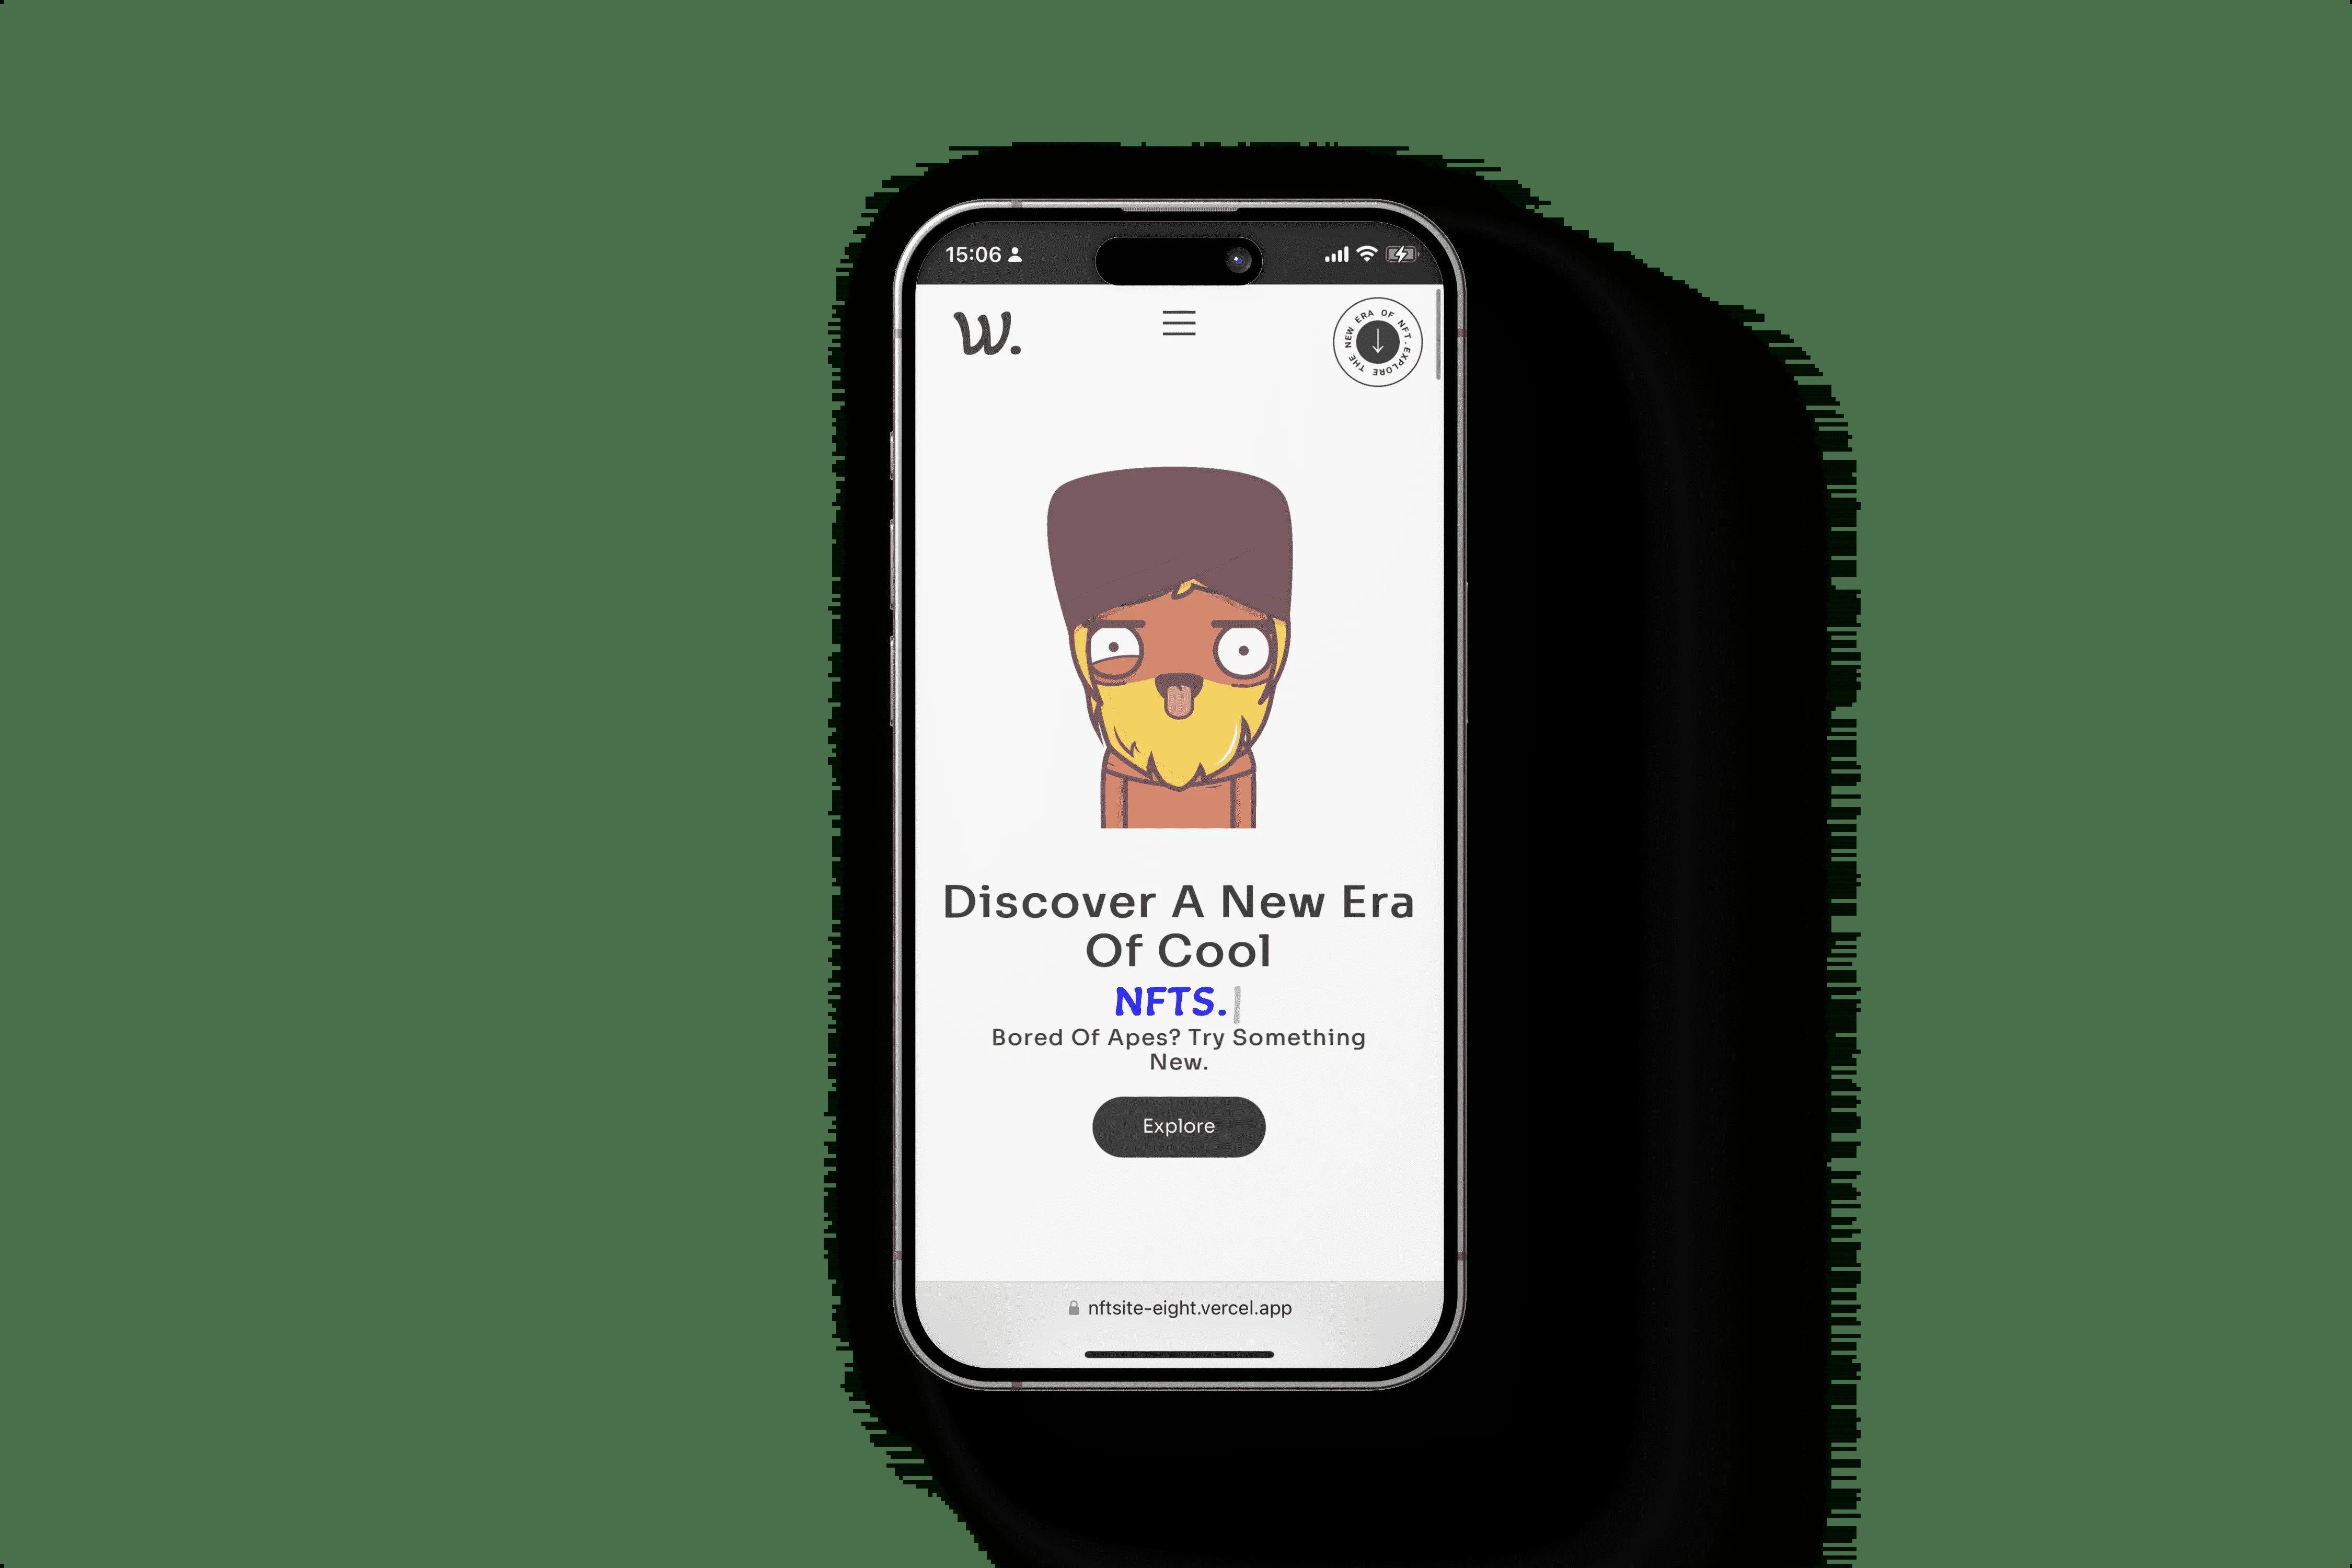 15:06
W.
EXPLORE THE NEW ERA OF NFT.
Discover A New Era
Of Cool
NFTS.|
Bored Of Apes? Try Something
New.
Explore
nftsite-eight.vercel.app